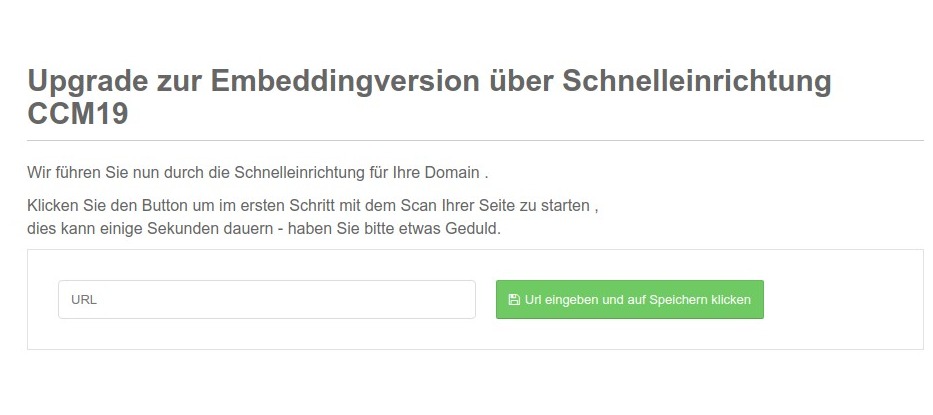 Upgrade zur Embeddingversion über Schnelleinrichtung
CCM19
Wir führen Sie nun durch die Schnelleinrichtung für Ihre Domain .
Klicken Sie den Button um im ersten Schritt mit dem Scan Ihrer Seite zu starten ,
dies kann einige Sekunden dauern - haben Sie bitte etwas Geduld.
URL
Url eingeben und auf Speichern klicken